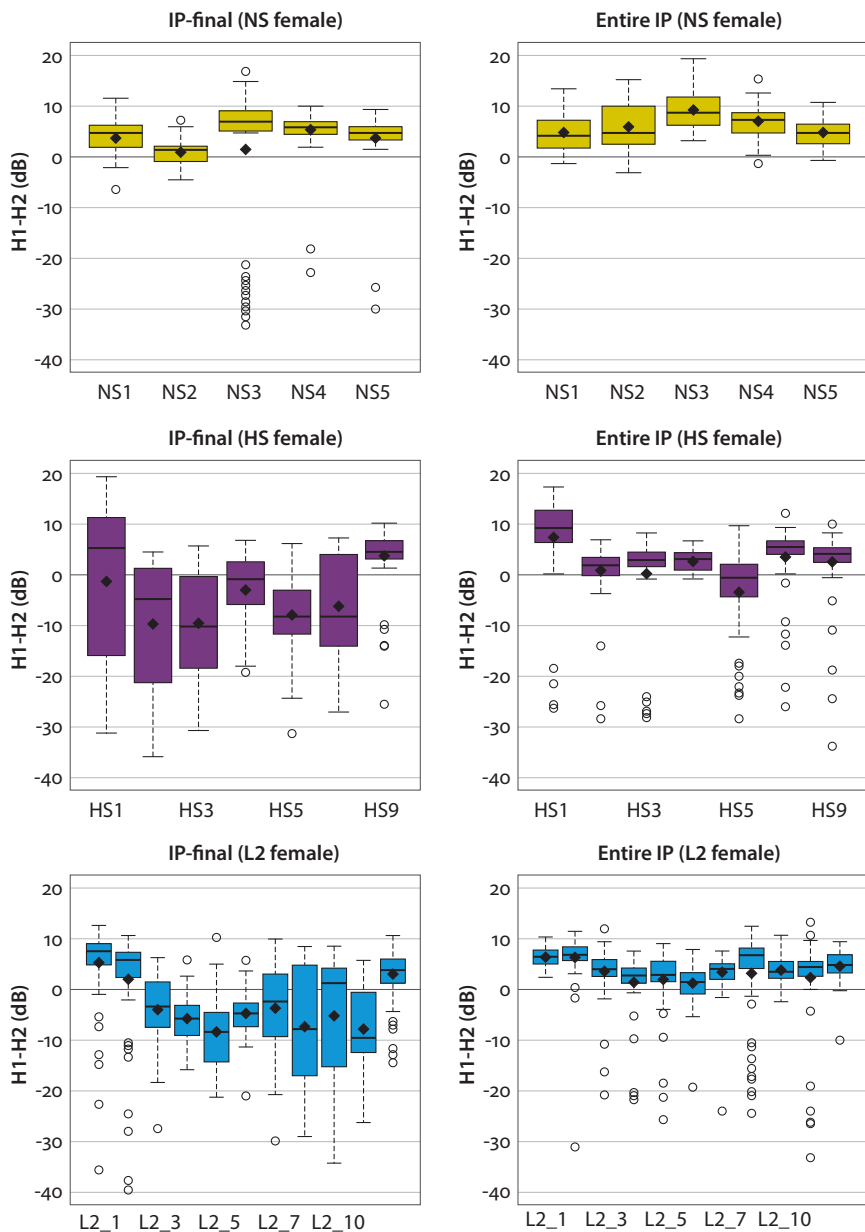 IP-final (NS female)
20
10
0
-10
-20
-30
-40
H1-H2 (dB)
NS1 NS2 NS3 NS4 NS5
Entire IP (NS female)
20
10
0
-10
-20
-30
-40
H1-H2 (dB)
NS1 NS2 NS3 NS4 NS5
IP-final (HS female)
20
10
0
-10
-20
-30
-40
H1-H2 (dB)
HS1 HS3 HS5 HS9
Entire IP (HS female)
20
10
0
-10
-20
-30
-40
H1-H2 (dB)
HS1 HS3 HS5 HS9
IP-final (L2 female)
20
10
0
-10
-20
-30
-40
H1-H2 (dB)
L2_1 L2_3 L2_5 L2_7 L2_10
Entire IP (L2 female)
20
10
0
-10
-20
-30
-40
H1-H2 (dB)
L2_1 L2_3 L2_5 L2_7 L2_10